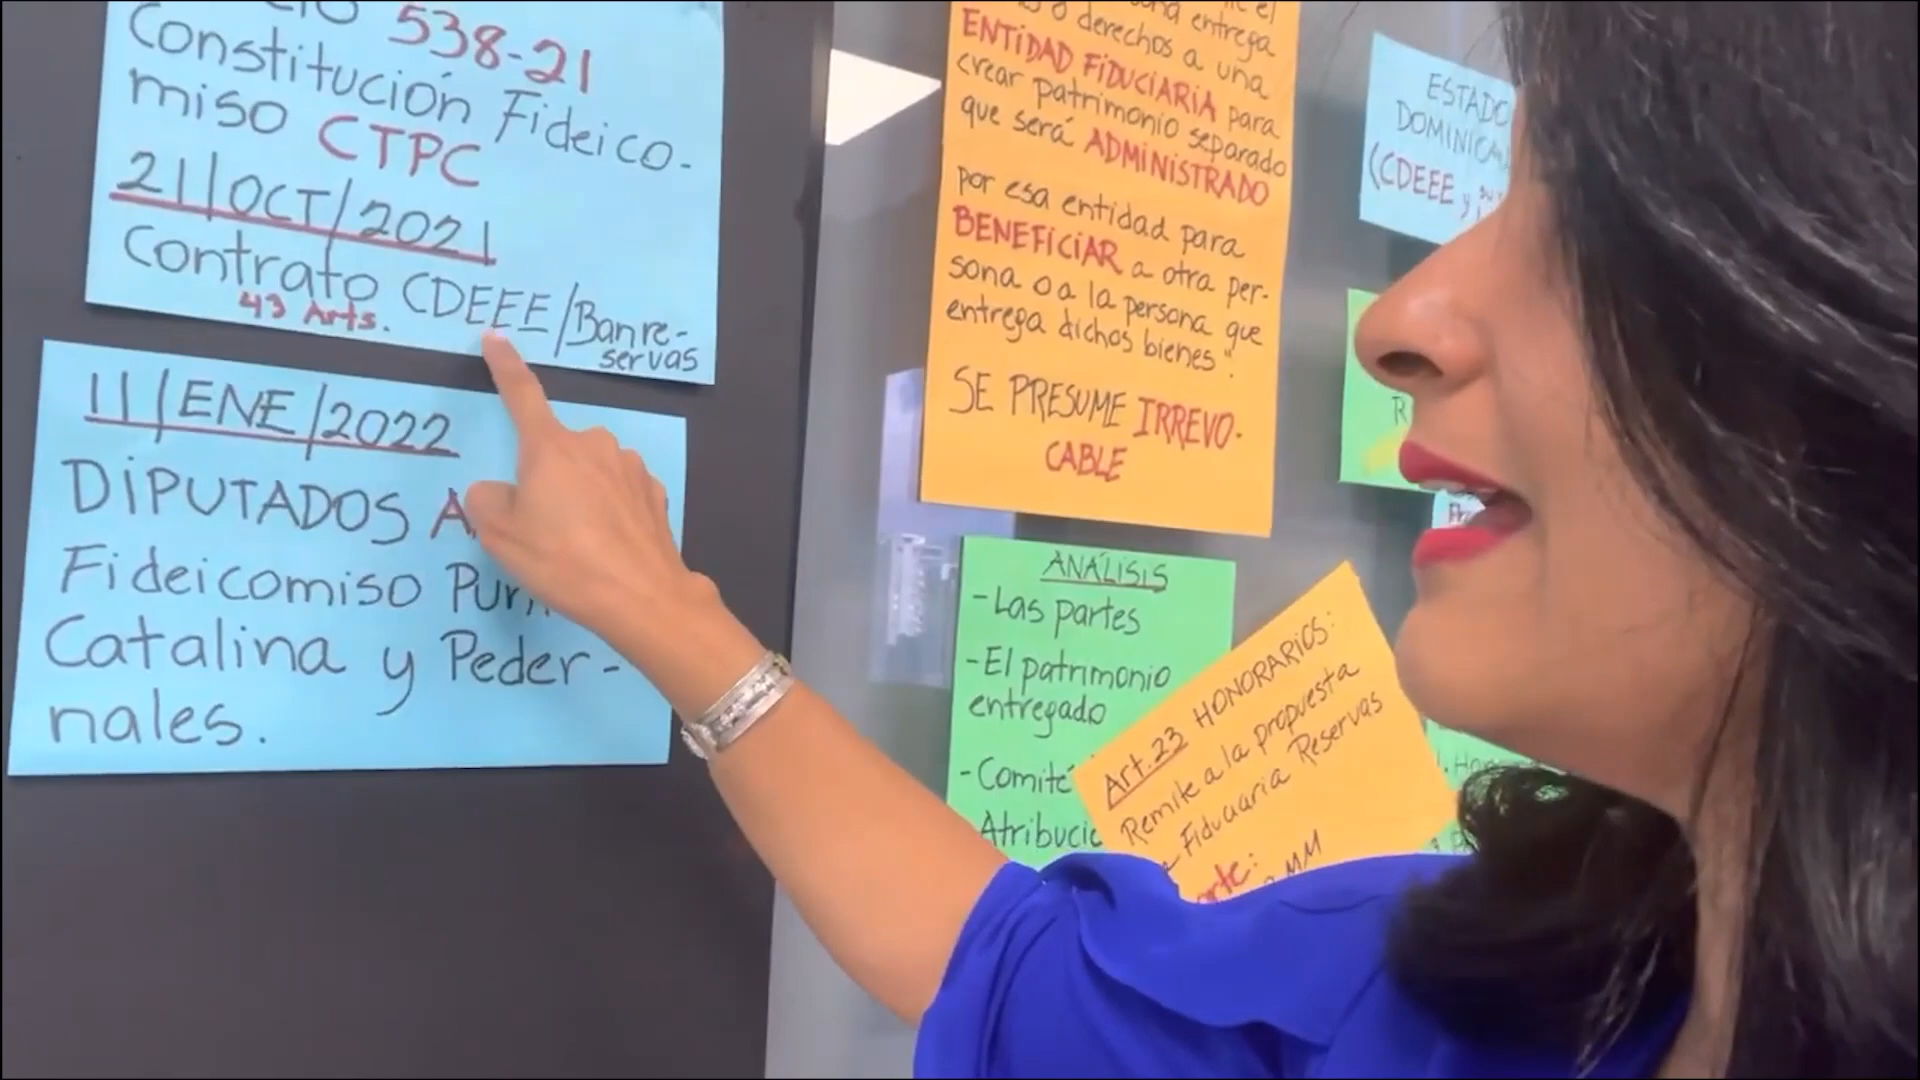 538-21
Constitución Fideico-
miso CTPC
21/OCT/2021
Contrato CDEEE/Banre-
43 Arts. servas
11/ENE/2022
DiPUTADOS
Fideicomiso
Catalina y Peder-
nales.
entrega
o derechos a una
ENTiDAD FiDUCiARiA para
crear patrimonio separado
que será ADMiNiSTRADO
por esa entidad para
BENEFiCiAR a otra per-
sona o a la persona que
entrega dichos bienes".
SE PRESUME IRREVO-
CABLE
ANÁLISIS
-Las partes
-El patrimonio
entregado
-Comité
Art. 23 HONORARIOS:
Remite a la propuesta
Fiduciaria Reservas
MM
ESTADO
(CDEEE y
R